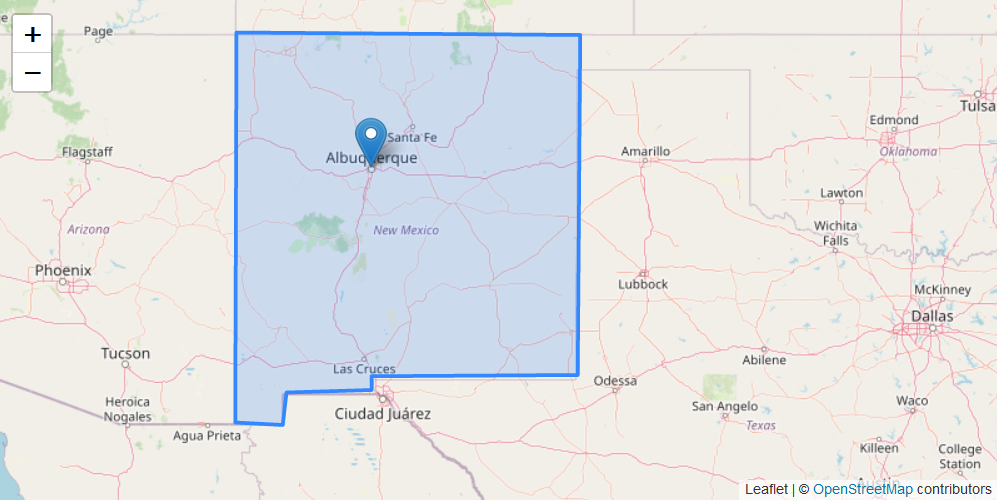 +
−
Page
Tulsa
Edmond
Santa Fe
Flagstaff
Albuquerque
Amarillo
Oklahoma
Lawton
Arizona
New Mexico
Wichita
Falls
Phoenix
Lubbock
McKinney
Dallas
Tucson
Las Cruces
Abilene
Odessa
Heroica
Nogales
Ciudad Juárez
San Angelo
Waco
Agua Prieta
Texas
Killeen
College
Station
Austin
Leaflet | © OpenStreetMap contributors